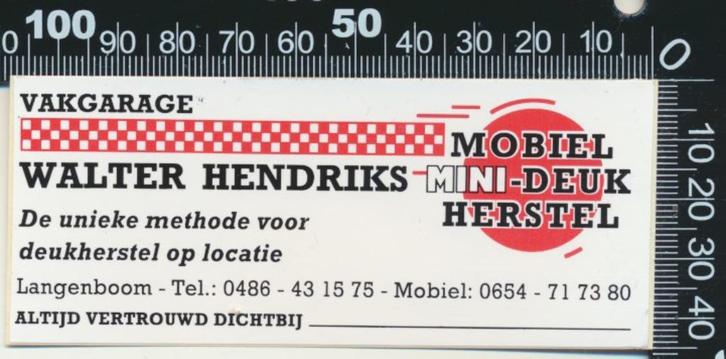 100 90 80 70 60 50 40 30 20 10 0
10
20
30
40
VAKGARAGE
WALTER HENDRIKS
MOBIEL
MINI-DEUK
HERSTEL
De unieke methode voor
deukherstel op locatie
Langenboom - Tel.: 0486 - 43 15 75 - Mobiel: 0654 - 71 73 80
ALTIJD VERTROUWD DICHTBIJ